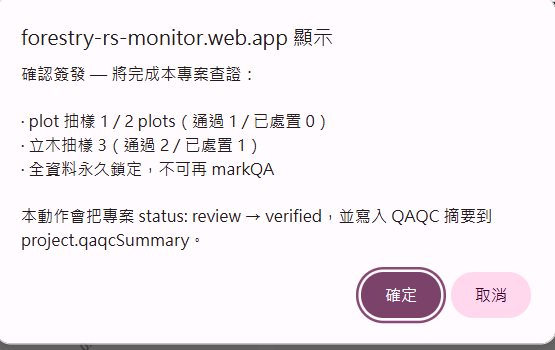 forestry-rs-monitor.web.app 顯示
確認簽發 — 將完成本專案查證：
· plot 抽樣 1 / 2 plots（通過 1 / 已處置 0）
· 立木抽樣 3（通過 2 / 已處置 1）
· 全資料永久鎖定，不可再 markQA
本動作會把專案 status: review → verified，並寫入 QAQC 摘要到
project.qaqcSummary。
確定
取消